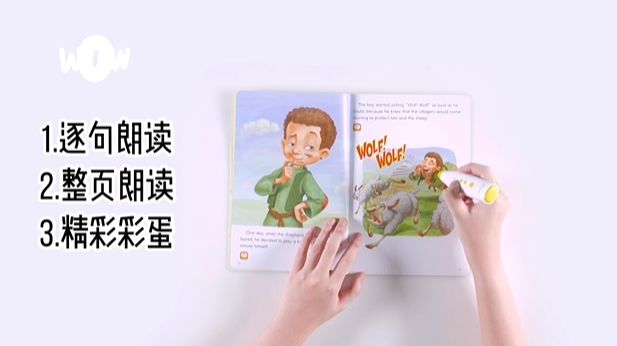 WOW
1.逐句朗读
2.整页朗读
3.精彩彩蛋
The boy started yelling, "Wolf! Wolf!" as loud as he
could because he knew that the villagers would come
running to protect him and the sheep.
WOLF!
WOLF!
One day, when the shepherd
bored, he decided to play a
amuse himself.